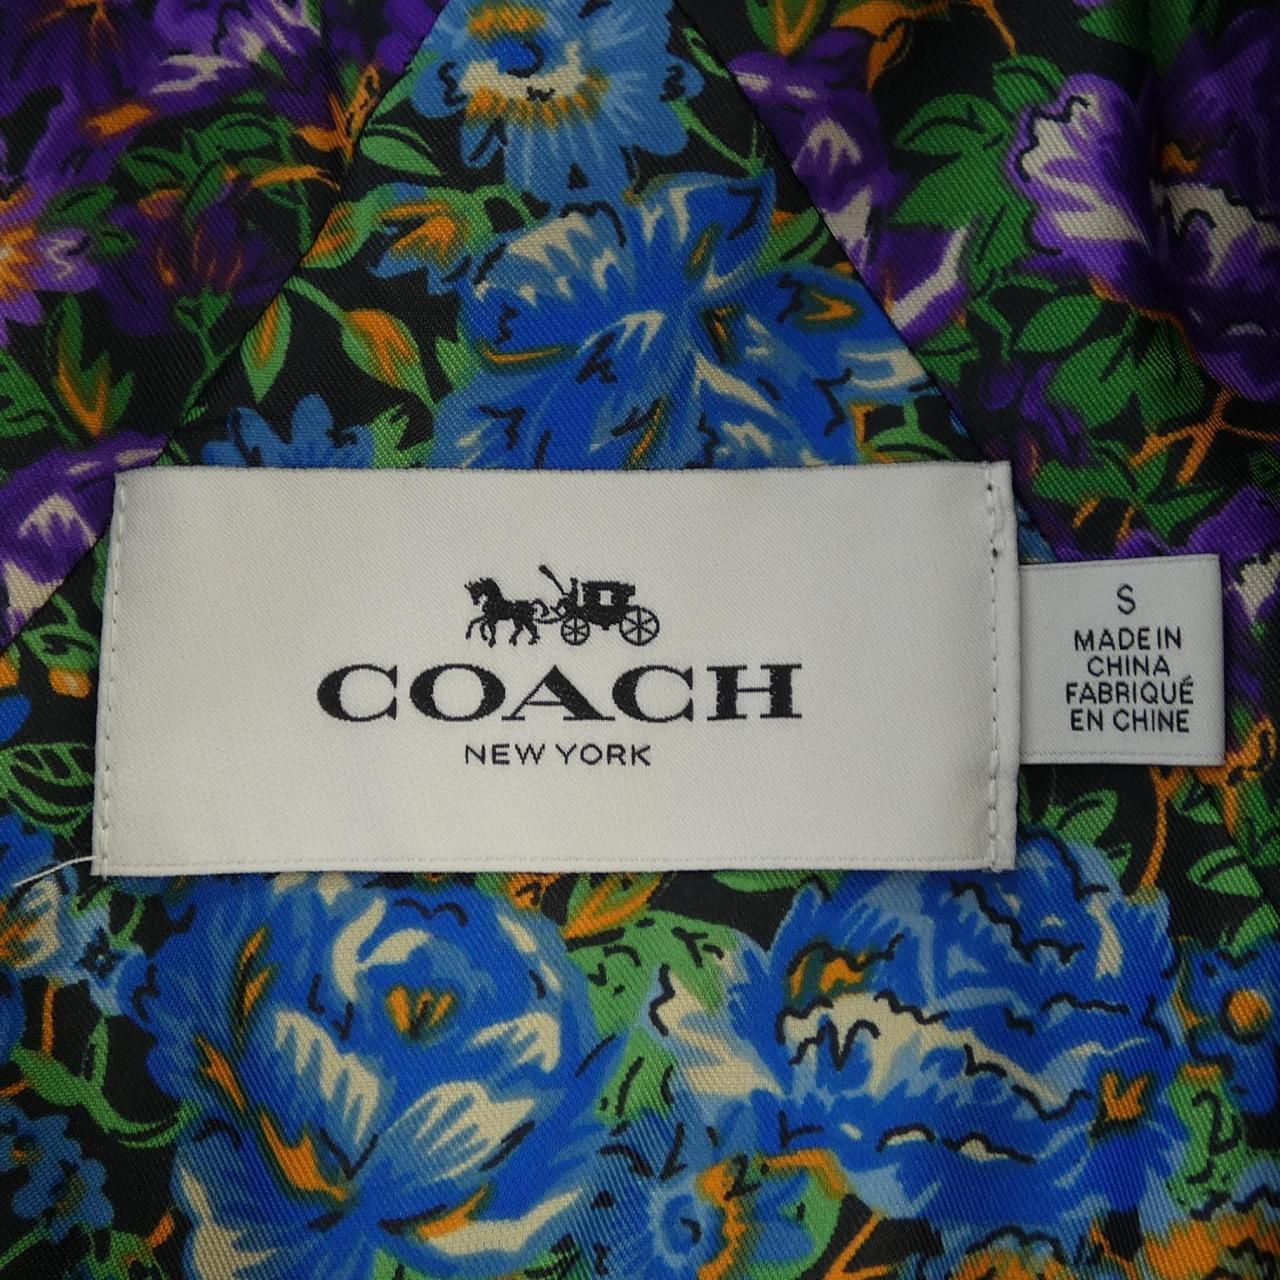 COACH
NEW YORK
S
MADE IN
CHINA
FABRIQUÉ
EN CHINE